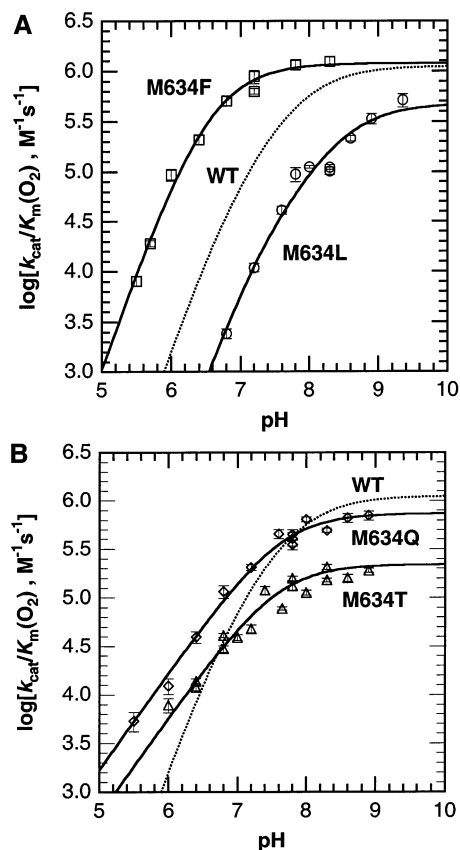 A
6.5
6.0
5.5
5.0
4.5
4.0
3.5
3.0
log[kcat/Km(O2) , M⁻¹s⁻¹]
M634F
WT
M634L
5 6 7 8 9 10
pH
B
6.5
6.0
5.5
5.0
4.5
4.0
3.5
3.0
log[kcat/Km(O2) , M⁻¹s⁻¹]
WT
M634Q
M634T
5 6 7 8 9 10
pH